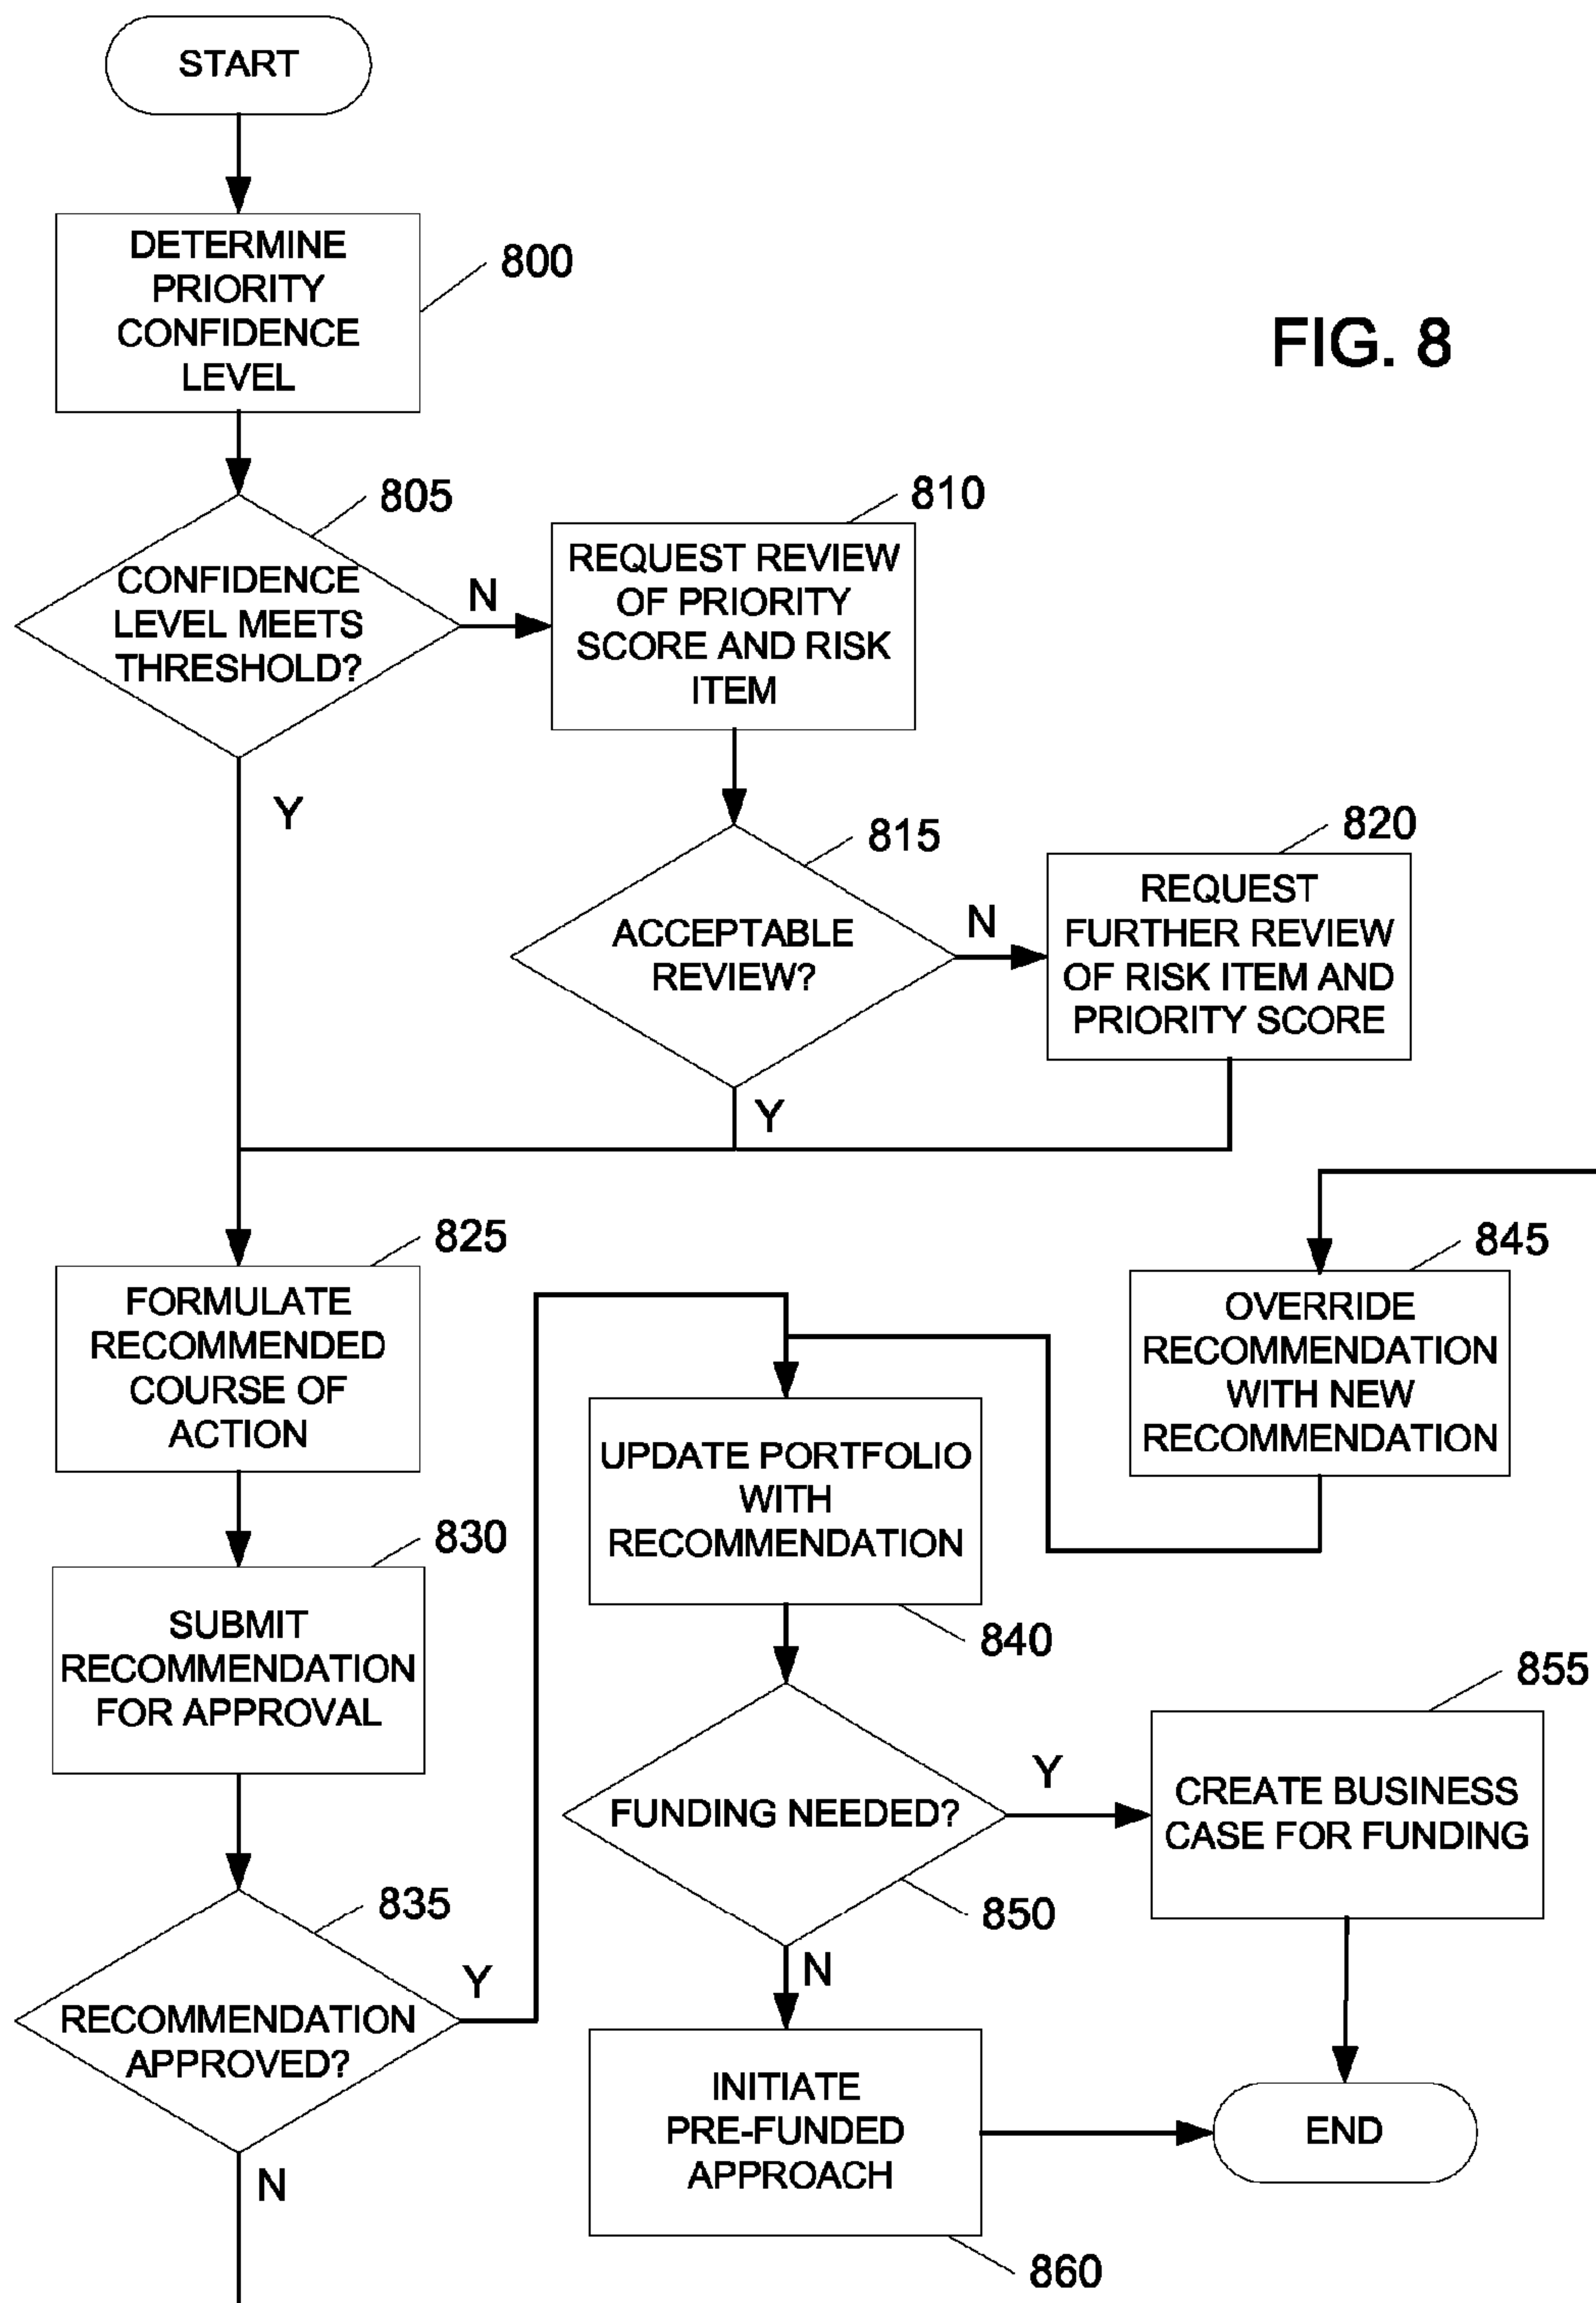 START
DETERMINE
PRIORITY
CONFIDENCE
LEVEL
800
FIG. 8
805
CONFIDENCE
LEVEL MEETS
THRESHOLD?
N
Y
810
REQUEST REVIEW
OF PRIORITY
SCORE AND RISK
ITEM
815
ACCEPTABLE
REVIEW?
N
Y
820
REQUEST
FURTHER REVIEW
OF RISK ITEM AND
PRIORITY SCORE
825
FORMULATE
RECOMMENDED
COURSE OF
ACTION
830
SUBMIT
RECOMMENDATION
FOR APPROVAL
835
RECOMMENDATION
APPROVED?
Y
N
845
OVERRIDE
RECOMMENDATION
WITH NEW
RECOMMENDATION
UPDATE PORTFOLIO
WITH
RECOMMENDATION
840
FUNDING NEEDED?
850
Y
N
855
CREATE BUSINESS
CASE FOR FUNDING
INITIATE
PRE-FUNDED
APPROACH
860
END